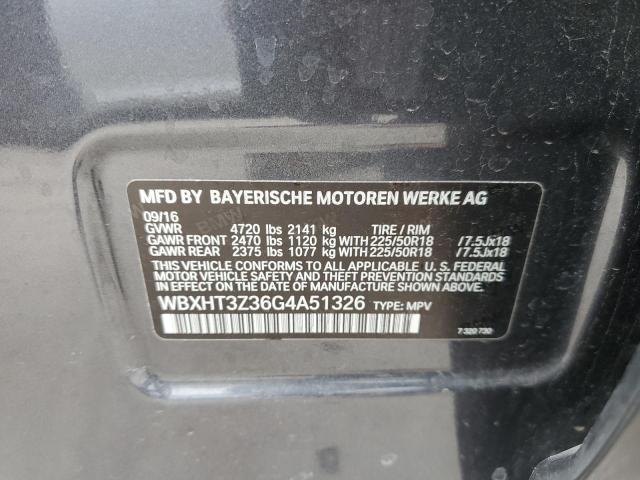 MFD BY BAYERISCHE MOTOREN WERKE AG
09/16
GVWR 4720 lbs 2141 kg TIRE / RIM
GAWR FRONT 2470 lbs 1120 kg WITH 225/50R18 /7.5Jx18
GAWR REAR 2375 lbs 1077 kg WITH 225/50R18 /7.5Jx18
THIS VEHICLE CONFORMS TO ALL APPLICABLE U. S. FEDERAL
MOTOR VEHICLE SAFETY AND THEFT PREVENTION STANDARDS
IN EFFECT ON THE DATE OF MANUFACTURE SHOWN ABOVE.
WBXHT3Z36G4A51326 TYPE: MPV
7 320 730